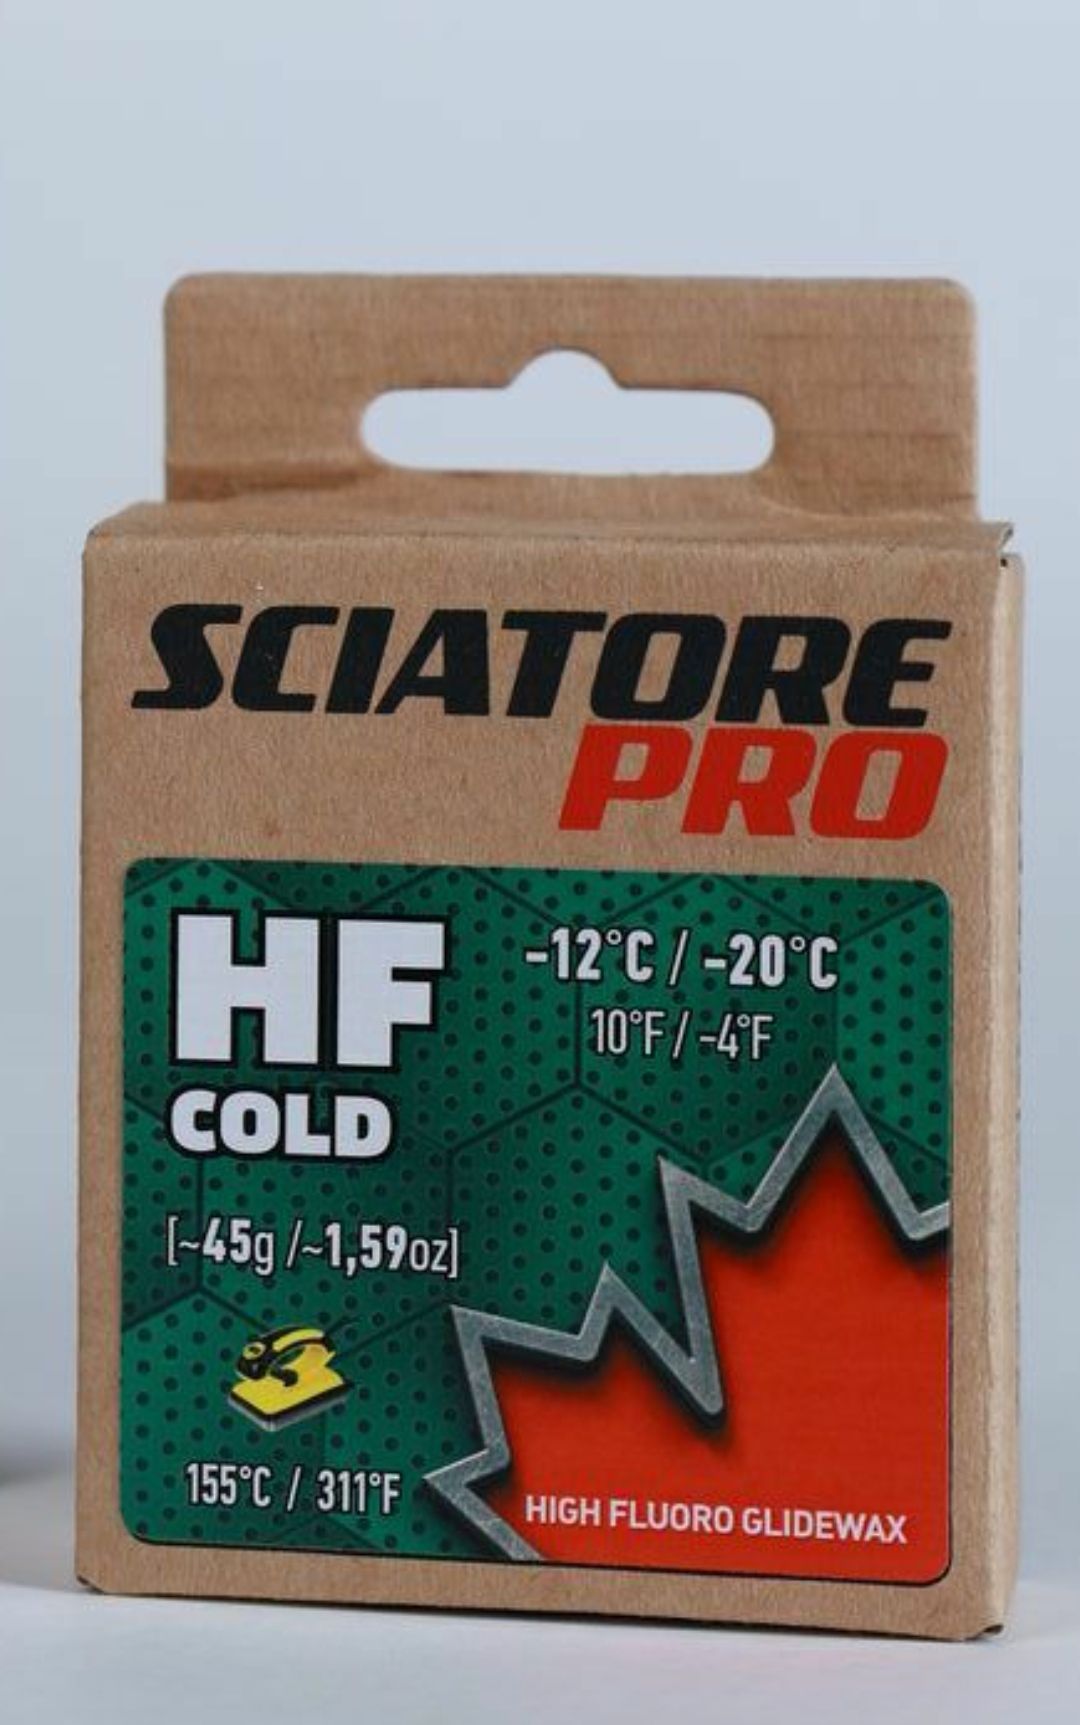 SCIATORE
PRO
HF
COLD
-12°C / -20°C
10°F / -4°F
[~45g /~1,59oz]
155°C / 311°F
HIGH FLUORO GLIDEWAX